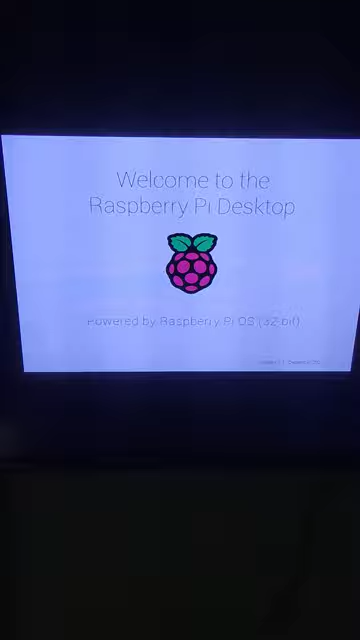 Welcome to the
Raspberry Pi Desktop
Powered by Raspberry Pi OS (32-bit)